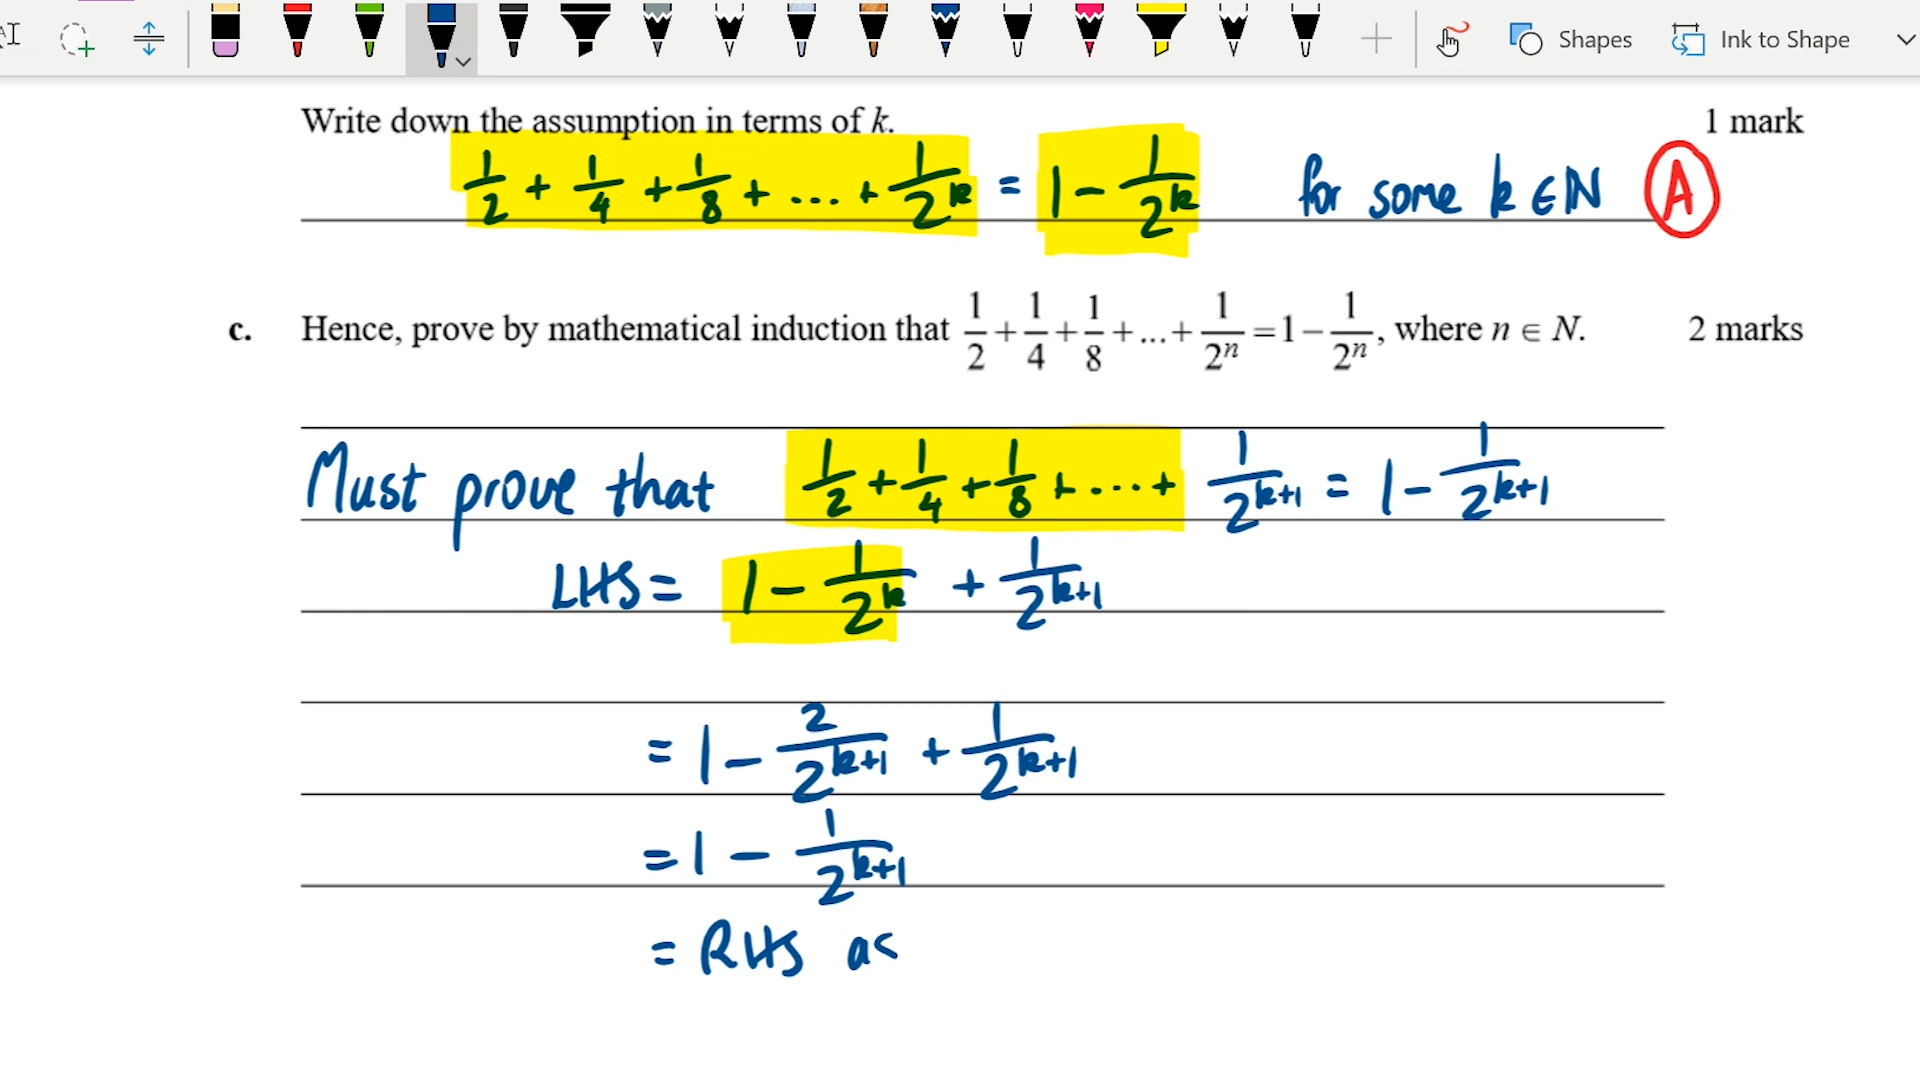 Shapes Ink to Shape
Write down the assumption in terms of k. 1 mark
1/2 + 1/4 + 1/8 + ... + 1/2^k = 1 - 1/2^k for some k ∈ N A
c. Hence, prove by mathematical induction that 1/2 + 1/4 + 1/8 + ... + 1/2^n = 1 - 1/2^n, where n ∈ N. 2 marks
Must prove that 1/2 + 1/4 + 1/8 + ... + 1/2^(k+1) = 1 - 1/2^(k+1)
LHS = 1 - 1/2^k + 1/2^(k+1)
= 1 - 2/2^(k+1) + 1/2^(k+1)
= 1 - 1/2^(k+1)
= RHS as